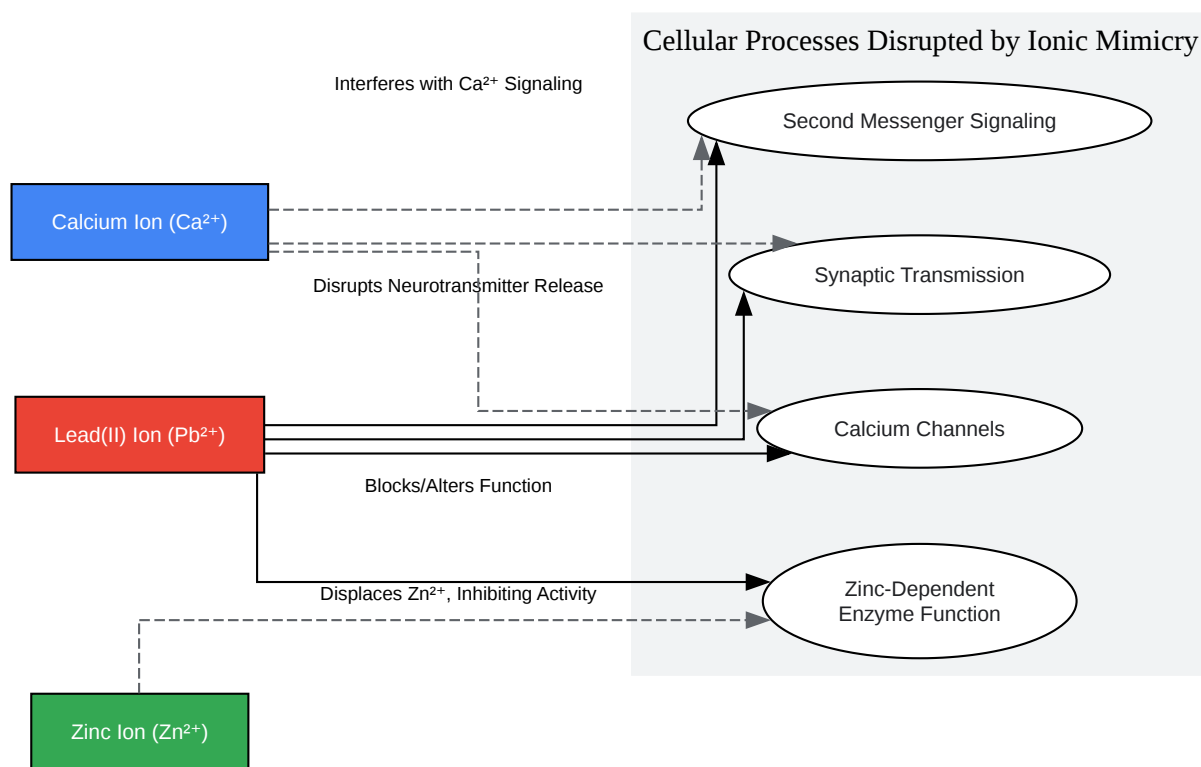 Cellular Processes Disrupted by Ionic Mimicry
Interferes with Ca²⁺ Signaling
Second Messenger Signaling
Calcium Ion (Ca²⁺)
Disrupts Neurotransmitter Release
Synaptic Transmission
Lead(II) Ion (Pb²⁺)
Calcium Channels
Blocks/Alters Function
Displaces Zn²⁺, Inhibiting Activity
Zinc-Dependent
Enzyme Function
Zinc Ion (Zn²⁺)